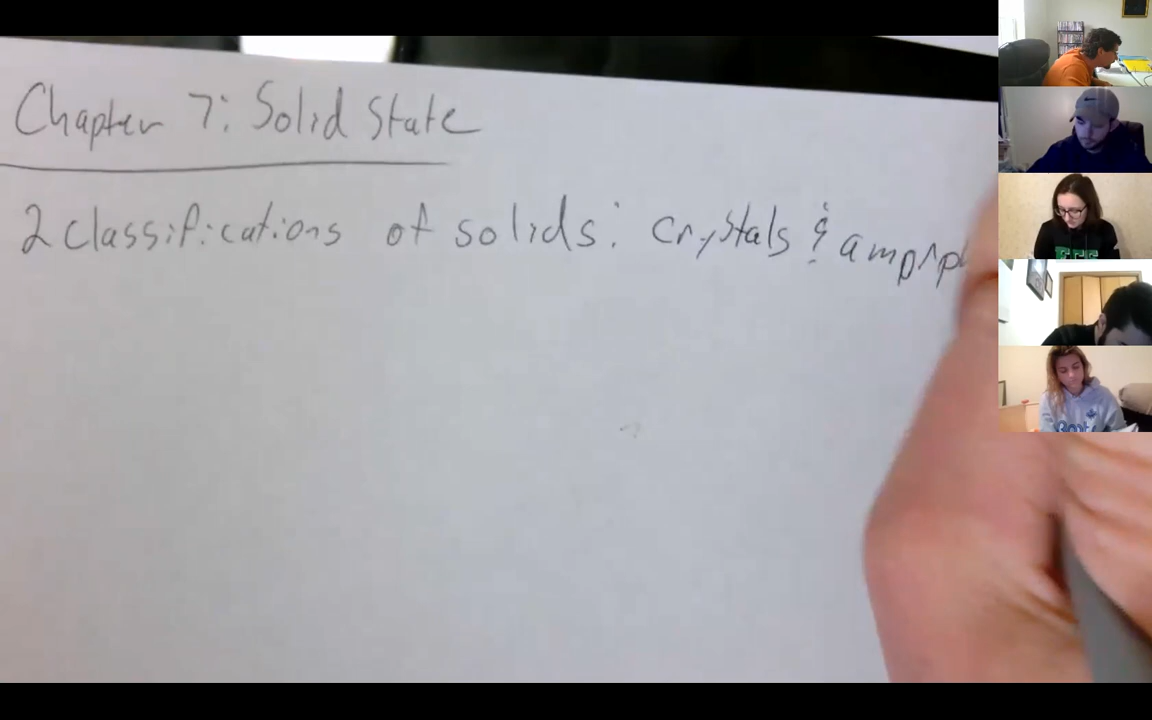 Chapter 7: Solid State
2 classifications of solids: crystals &